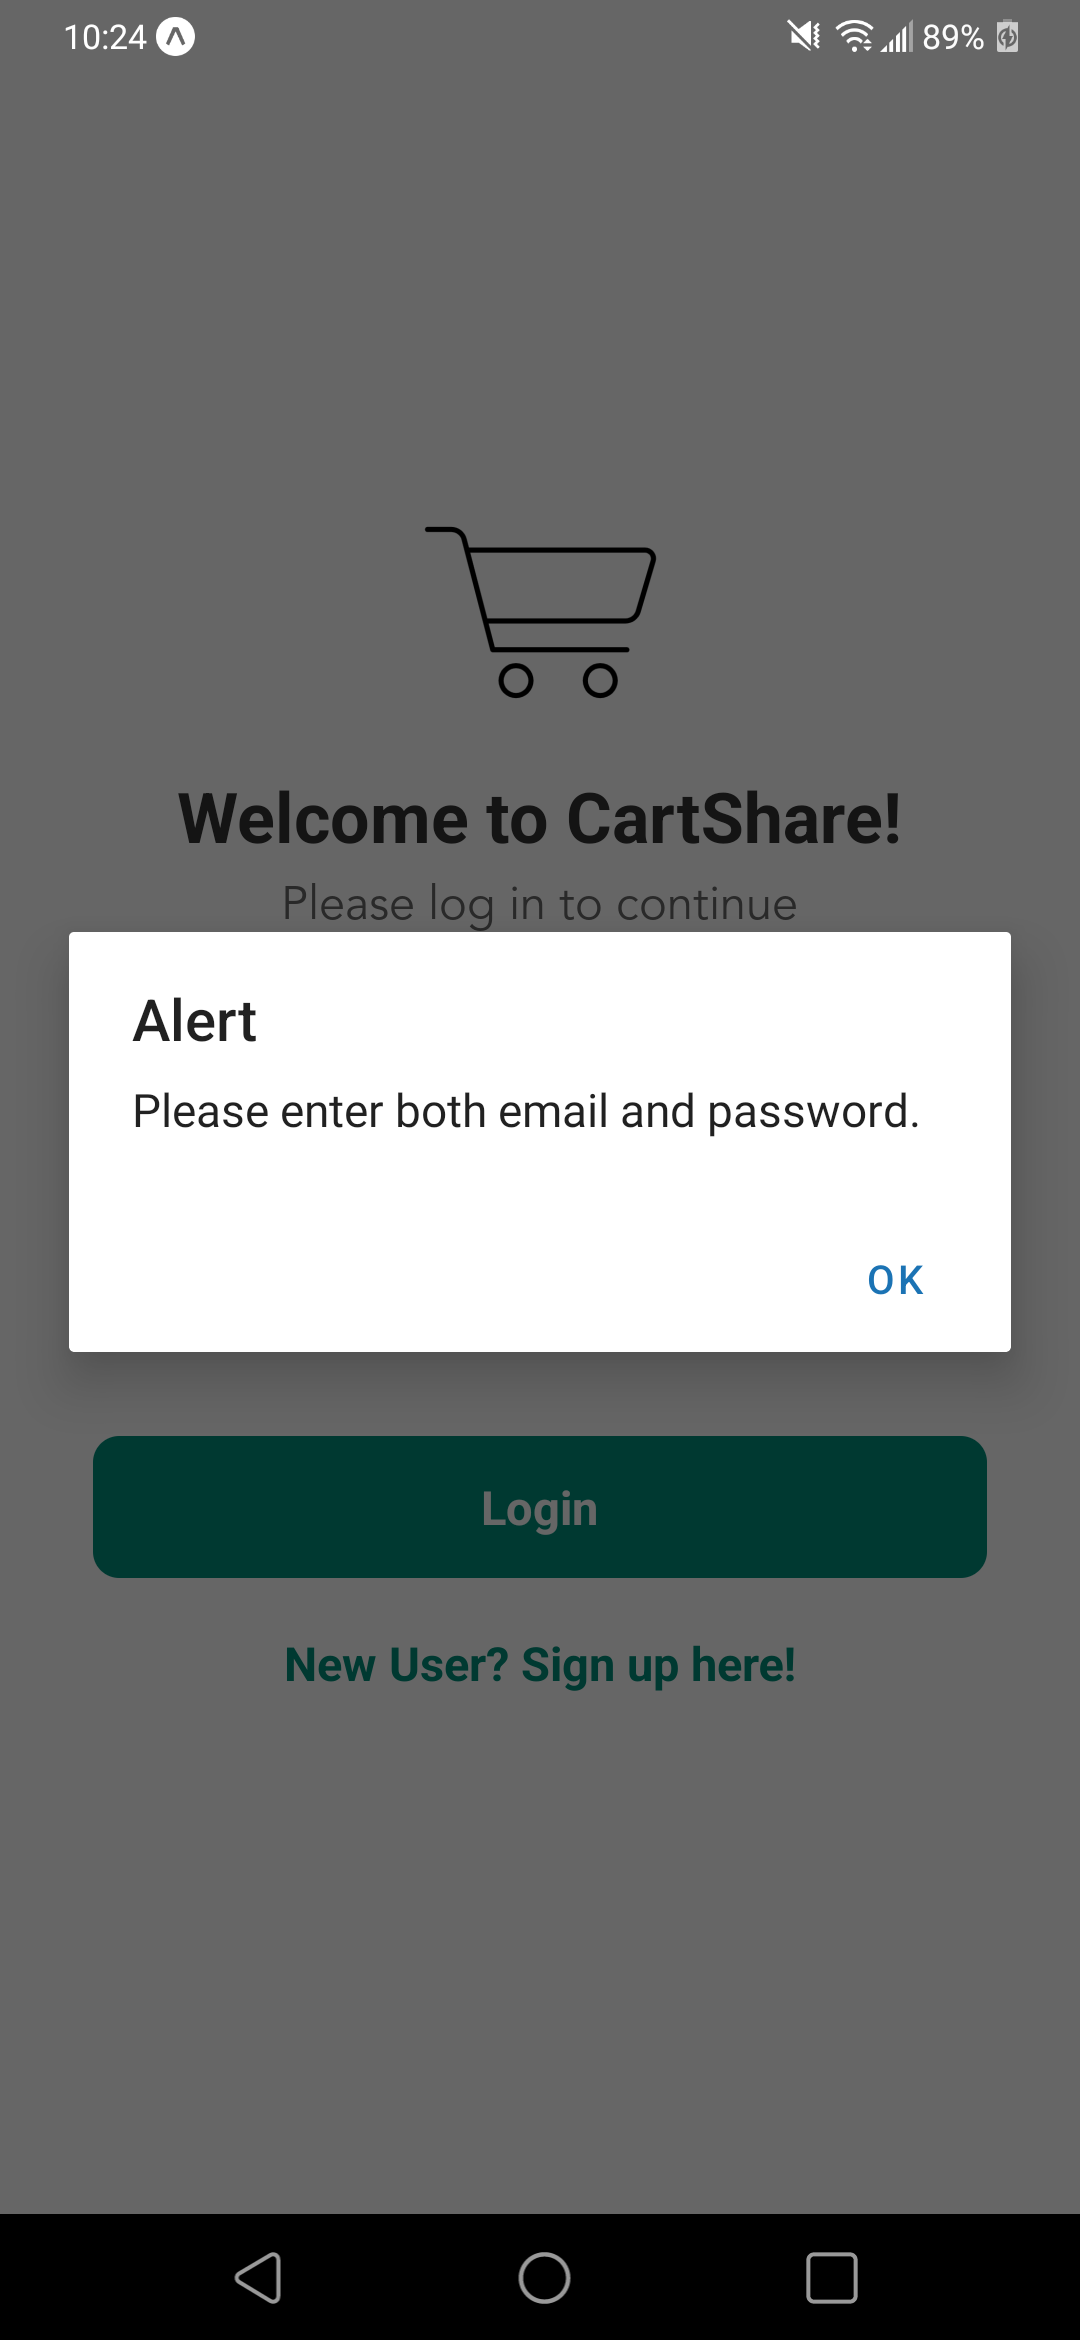 10:24 89%
Welcome to CartShare!
Please log in to continue
Alert
Please enter both email and password.
OK
Login
New User? Sign up here!